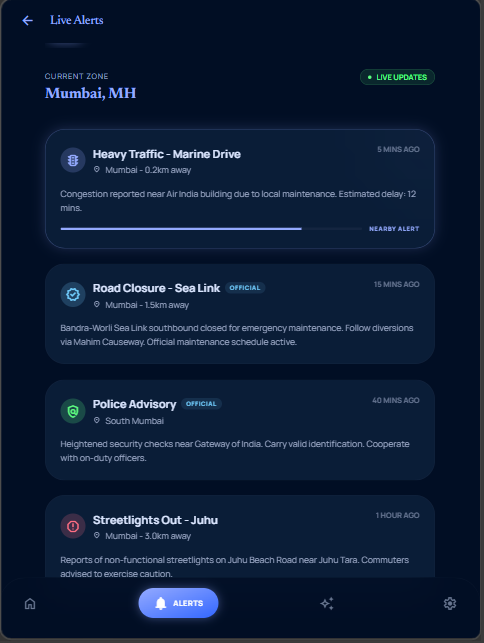 Live Alerts
CURRENT ZONE
Mumbai, MH
LIVE UPDATES
Heavy Traffic - Marine Drive
5 MINS AGO
Mumbai - 0.2km away
Congestion reported near Air India building due to local maintenance. Estimated delay: 12
mins.
NEARBY ALERT
Road Closure - Sea Link OFFICIAL
15 MINS AGO
Mumbai - 1.5km away
Bandra-Worli Sea Link southbound closed for emergency maintenance. Follow diversions
via Mahim Causeway. Official maintenance schedule active.
Police Advisory OFFICIAL
40 MINS AGO
South Mumbai
Heightened security checks near Gateway of India. Carry valid identification. Cooperate
with on-duty officers.
Streetlights Out - Juhu
1 HOUR AGO
Mumbai - 3.0km away
Reports of non-functional streetlights on Juhu Beach Road near Juhu Tara. Commuters
advised to exercise caution.
ALERTS